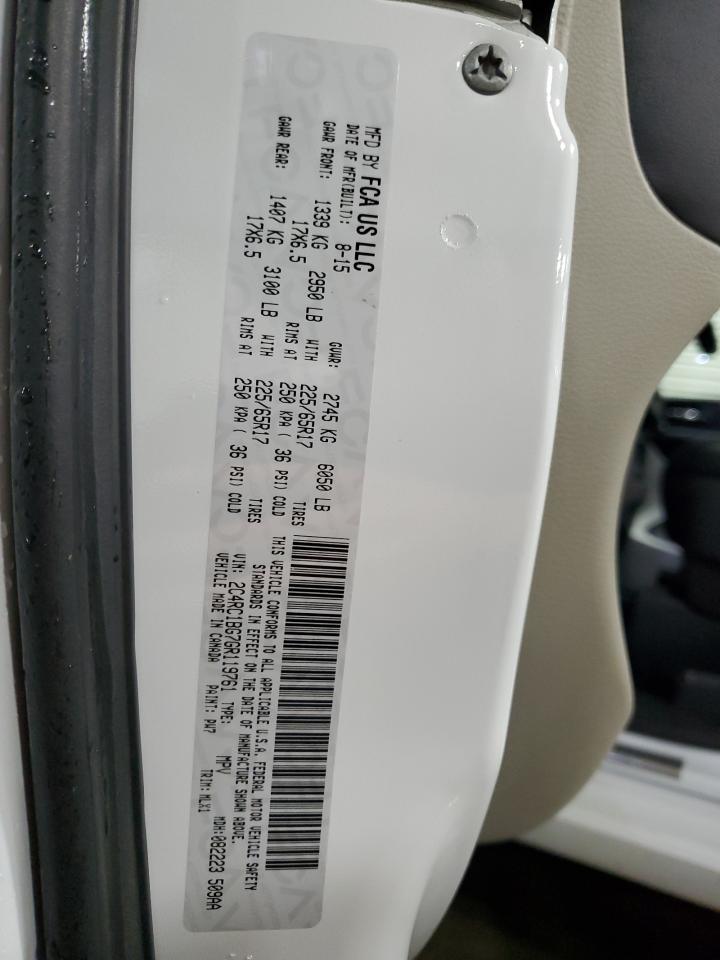 MFD BY FCA US LLC
DATE OF MFR(BUILT): 8-15 GVWR: 2745 KG 6050 LB
GAWR FRONT: 1339 KG 2950 LB WITH 225/65R17 TIRES
17X6.5 RIMS AT 250 KPA ( 36 PSI) COLD
GAWR REAR: 1407 KG 3100 LB WITH 225/65R17 TIRES
17X6.5 RIMS AT 250 KPA ( 36 PSI) COLD
THIS VEHICLE CONFORMS TO ALL APPLICABLE U.S.A. FEDERAL MOTOR VEHICLE SAFETY
STANDARDS IN EFFECT ON THE DATE OF MANUFACTURE SHOWN ABOVE.
VIN: 2C4RC1BG7GR119761 TYPE: MPV MDH:082223 509AA
VEHICLE MADE IN CANADA PAINT: PW7 TRIM: MLX1